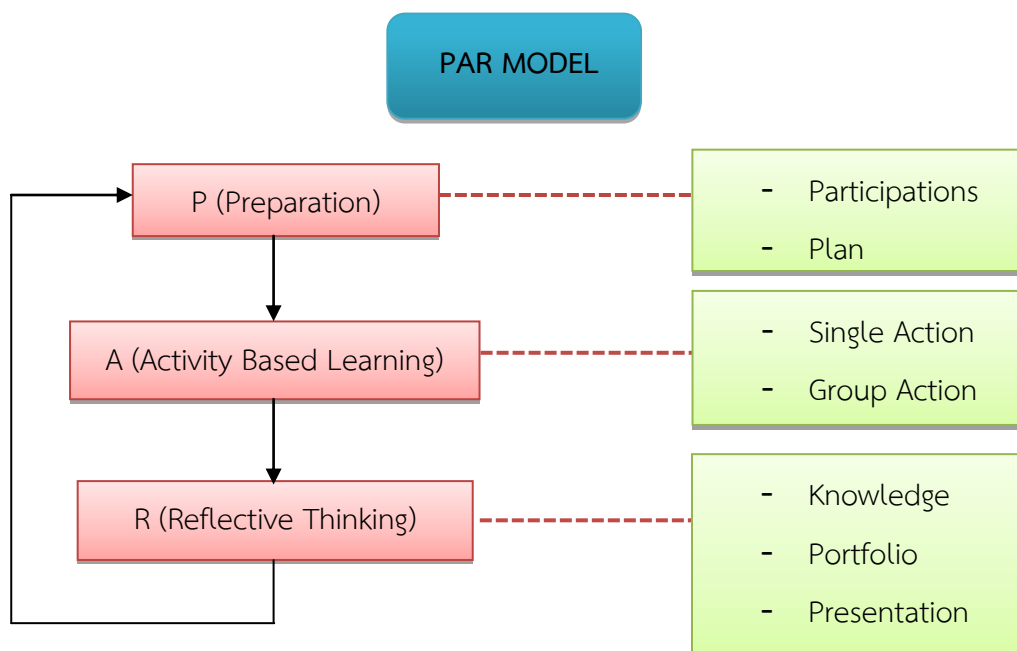 PAR MODEL
P (Preparation)
- Participations
- Plan
A (Activity Based Learning)
- Single Action
- Group Action
R (Reflective Thinking)
- Knowledge
- Portfolio
- Presentation